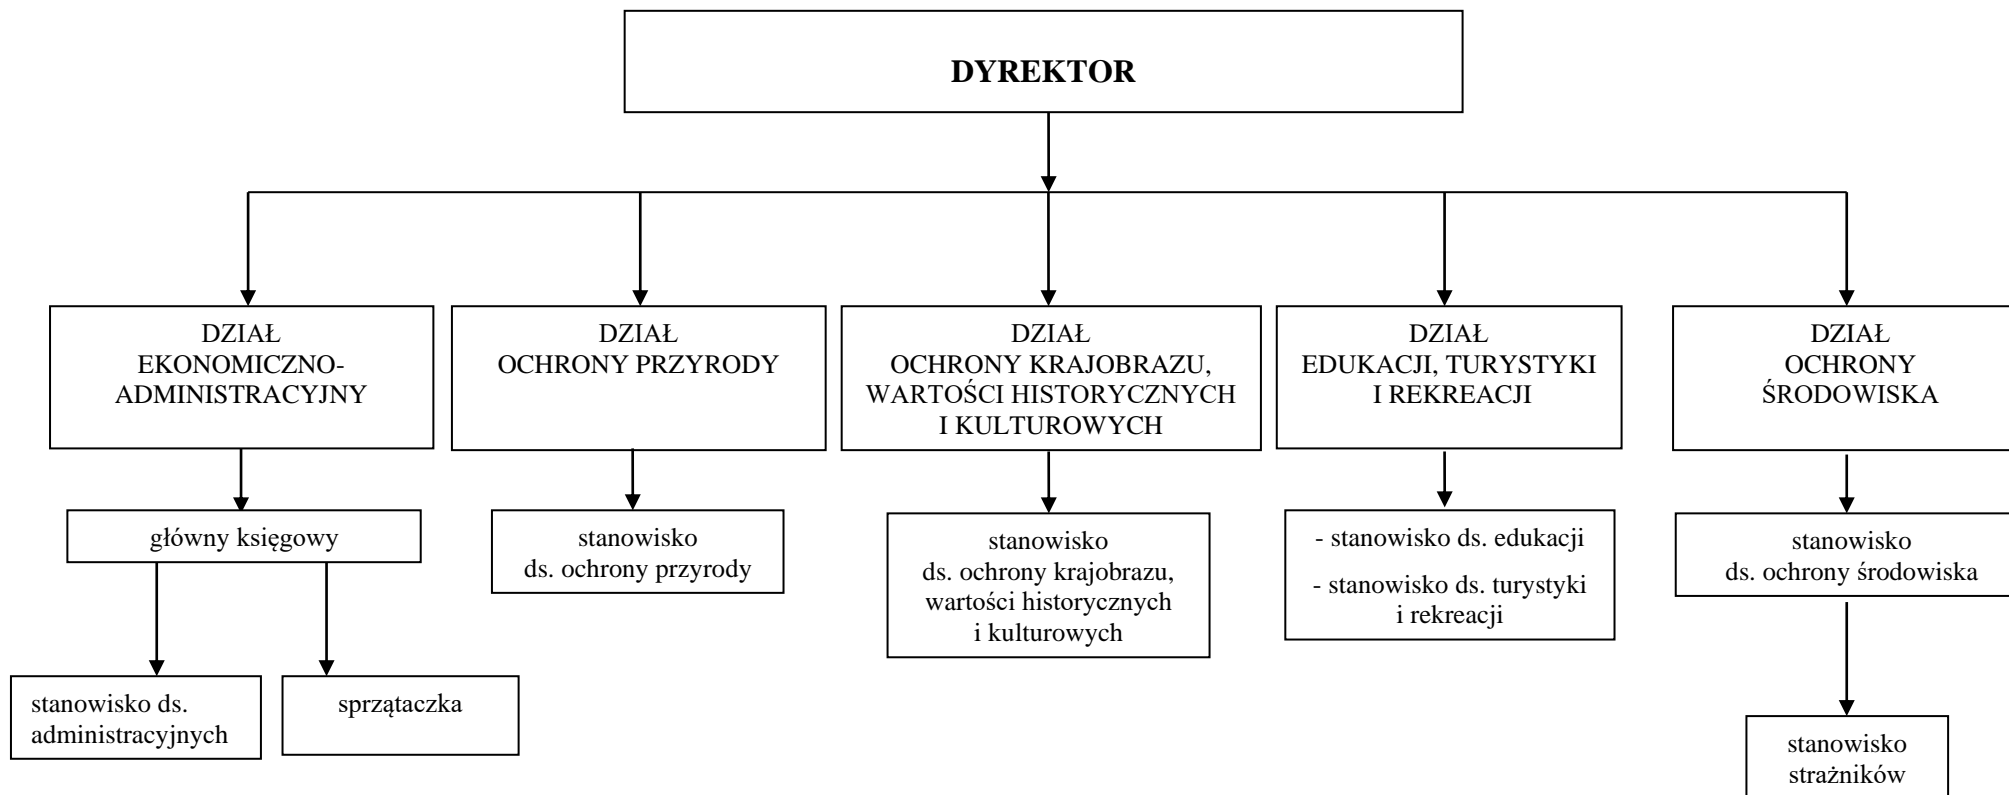 DYREKTOR
DZIAŁ
EKONOMICZNO-
ADMINISTRACYJNY
DZIAŁ
OCHRONY PRZYRODY
DZIAŁ
OCHRONY KRAJOBRAZU,
WARTOŚCI HISTORYCZNYCH
I KULTUROWYCH
DZIAŁ
EDUKACJI, TURYSTYKI
I REKREACJI
DZIAŁ
OCHRONY
ŚRODOWISKA
główny księgowy
stanowisko
ds. ochrony przyrody
stanowisko
ds. ochrony krajobrazu,
wartości historycznych
i kulturowych
- stanowisko ds. edukacji
- stanowisko ds. turystyki
i rekreacji
stanowisko
ds. ochrony środowiska
stanowisko ds.
administracyjnych
sprzątaczka
stanowisko
strażników